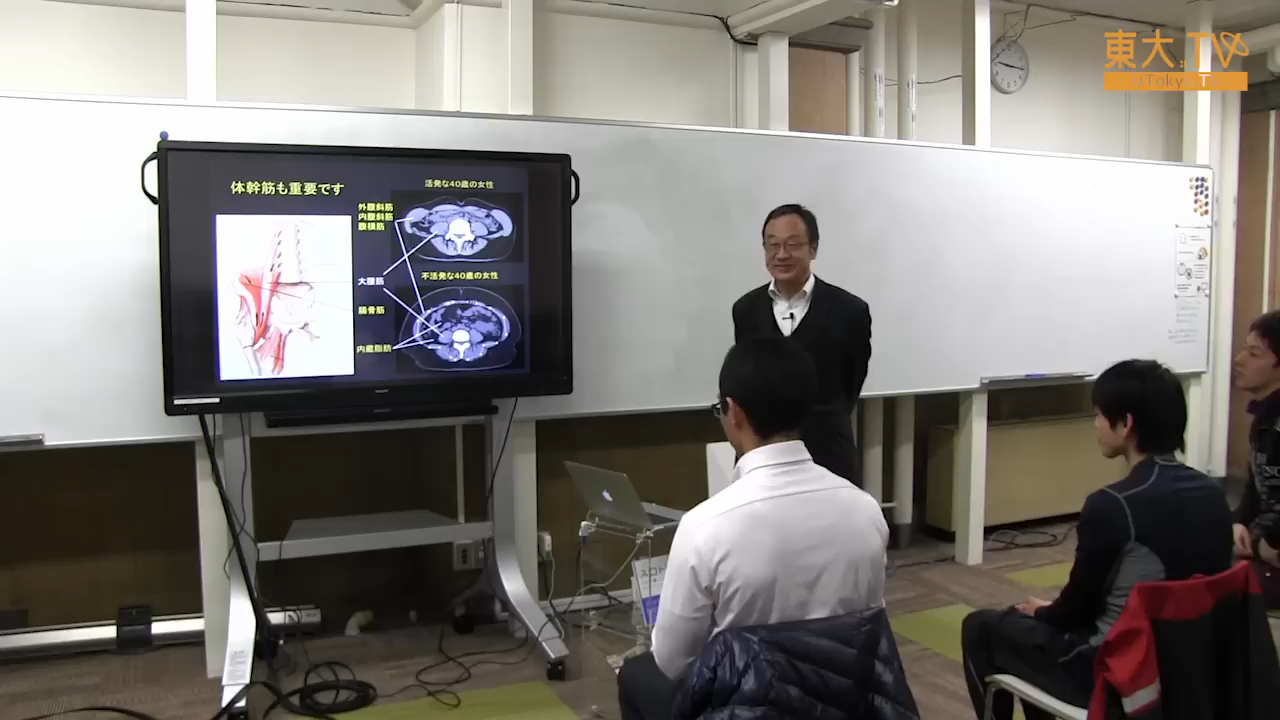 東大TV
UTokyoTV
体幹筋も重要です
活発な40歳の女性
外腹斜筋
内腹斜筋
腹横筋
不活発な40歳の女性
大腰筋
腸骨筋
内蔵脂肪